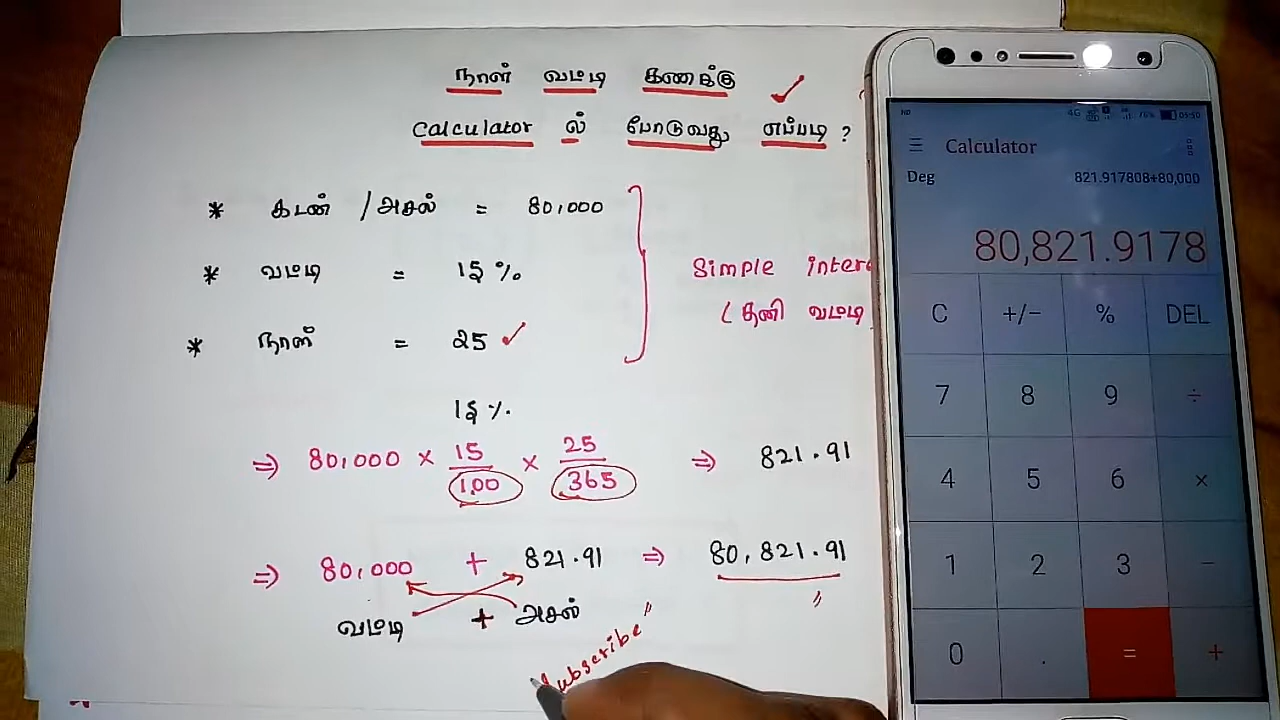 நாள் வட்டி கணக்கு ✓
Calculator ல் போடுவது எப்படி ?
* கடன் / அசல் = 80,000
* வட்டி = 15 %
* நாள் = 25 ✓
Simple
( தனி வட்டி
15 %.
⇒ 80,000 × 15/100 × 25/365 ⇒ 821.91
⇒ 80,000 + 821.91 ⇒ 80,821.91
வட்டி + அசல்
Subscribe"
4G 76%
Calculator
Deg 821.917808+80,000
80,821.9178
C +/− % DEL
7 8 9 ÷
4 5 6 ×
1 2 3 −
0 . = +